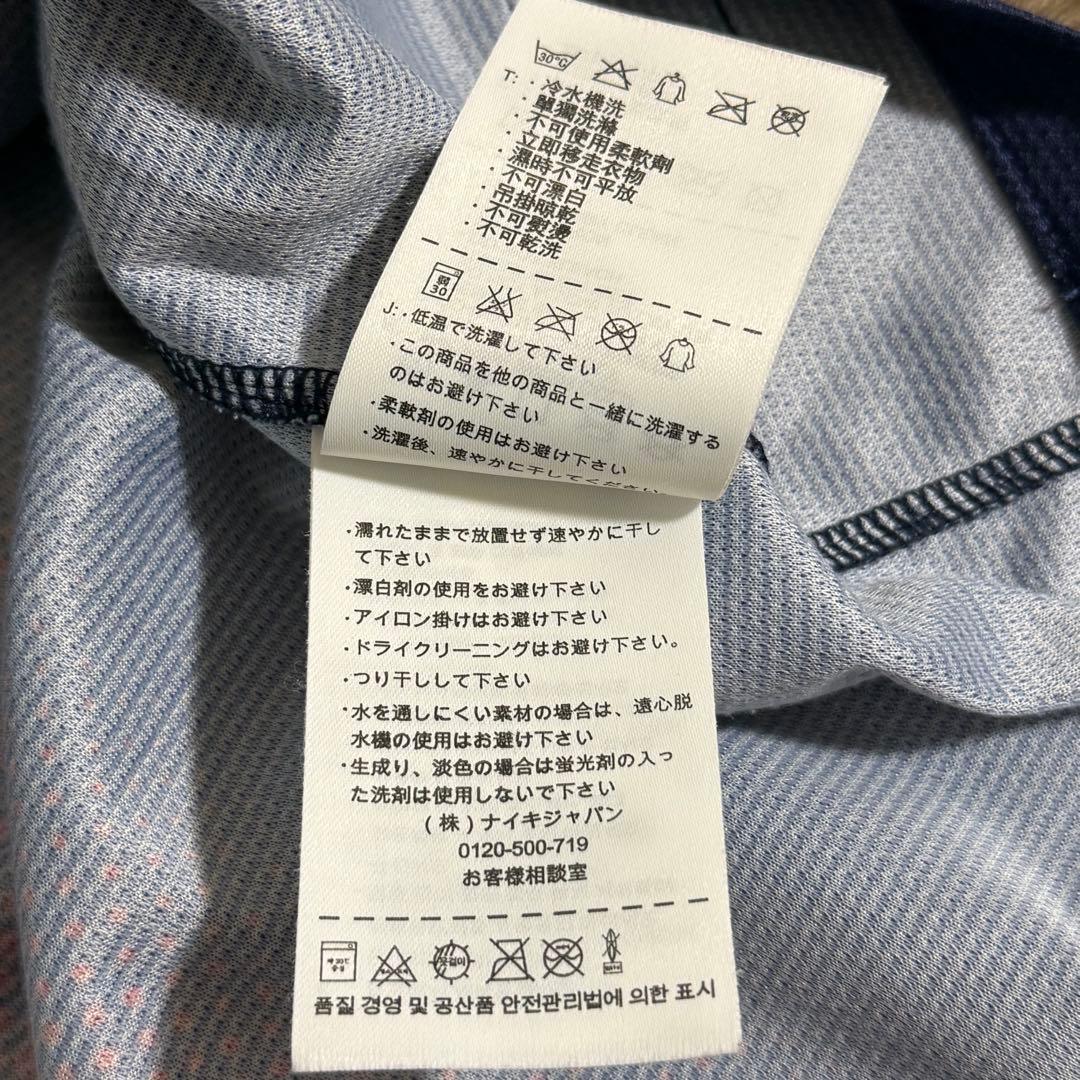 30°C
T: ·冷水機洗
·單獨洗滌
·不可使用柔軟劑
·立即移走衣物
·濕時不可平放
·不可漂白
·吊掛晾乾
·不可熨燙
·不可乾洗
弱
30
J: ·低温で洗濯して下さい
·この商品を他の商品と一緒に洗濯する
のはお避け下さい
·柔軟剤の使用はお避け下さい
·洗濯後、速やかに干してください。
·濡れたままで放置せず速やかに干し
て下さい
·漂白剤の使用をお避け下さい
·アイロン掛けはお避け下さい
·ドライクリーニングはお避け下さい。
·つり干しして下さい
·水を通しにくい素材の場合は、遠心脱
水機の使用はお避け下さい
·生成り、淡色の場合は蛍光剤の入っ
た洗剤は使用しないで下さい
(株)ナイキジャパン
0120-500-719
お客様相談室
옷걸이
품질 경영 및 공산품 안전관리법에 의한 표시